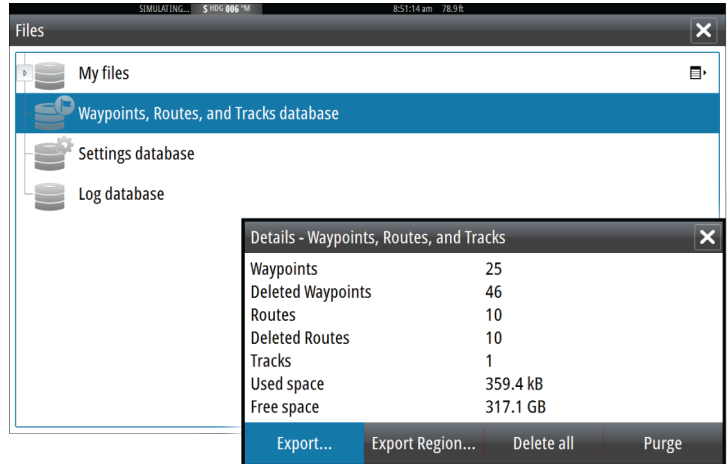 SIMULATING... S HDG 006 °M 8:51:14 am 78.9 ft
Files
My files
Waypoints, Routes, and Tracks database
Settings database
Log database
Details - Waypoints, Routes, and Tracks
Waypoints 25
Deleted Waypoints 46
Routes 10
Deleted Routes 10
Tracks 1
Used space 359.4 kB
Free space 317.1 GB
Export... Export Region... Delete all Purge